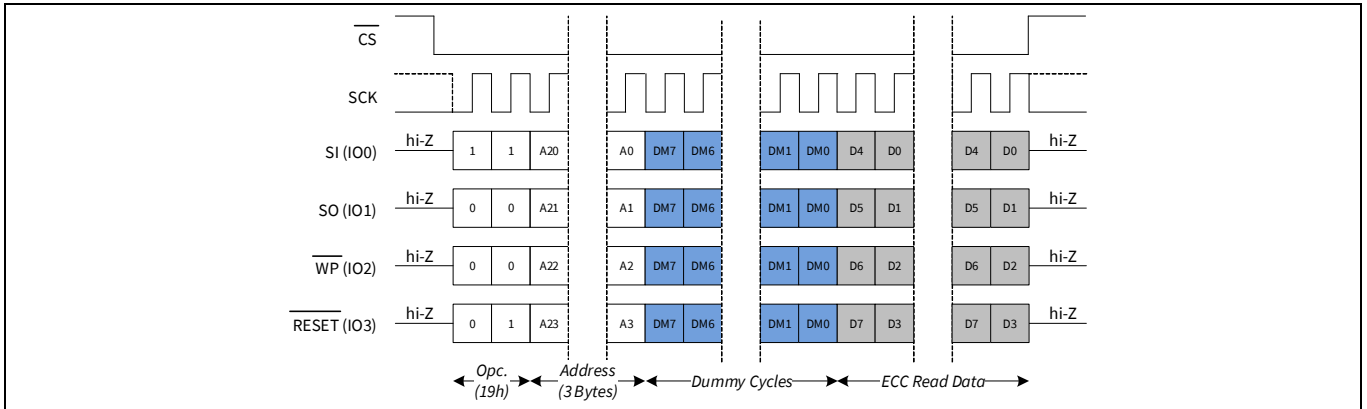 CS
SCK
SI (IO0) hi-Z 1 1 A20 A0 DM7 DM6 DM1 DM0 D4 D0 D4 D0 hi-Z
SO (IO1) hi-Z 0 0 A21 A1 DM7 DM6 DM1 DM0 D5 D1 D5 D1 hi-Z
WP (IO2) hi-Z 0 0 A22 A2 DM7 DM6 DM1 DM0 D6 D2 D6 D2 hi-Z
RESET (IO3) hi-Z 0 1 A23 A3 DM7 DM6 DM1 DM0 D7 D3 D7 D3 hi-Z
Opc. Address
(19h) (3 Bytes) Dummy Cycles ECC Read Data